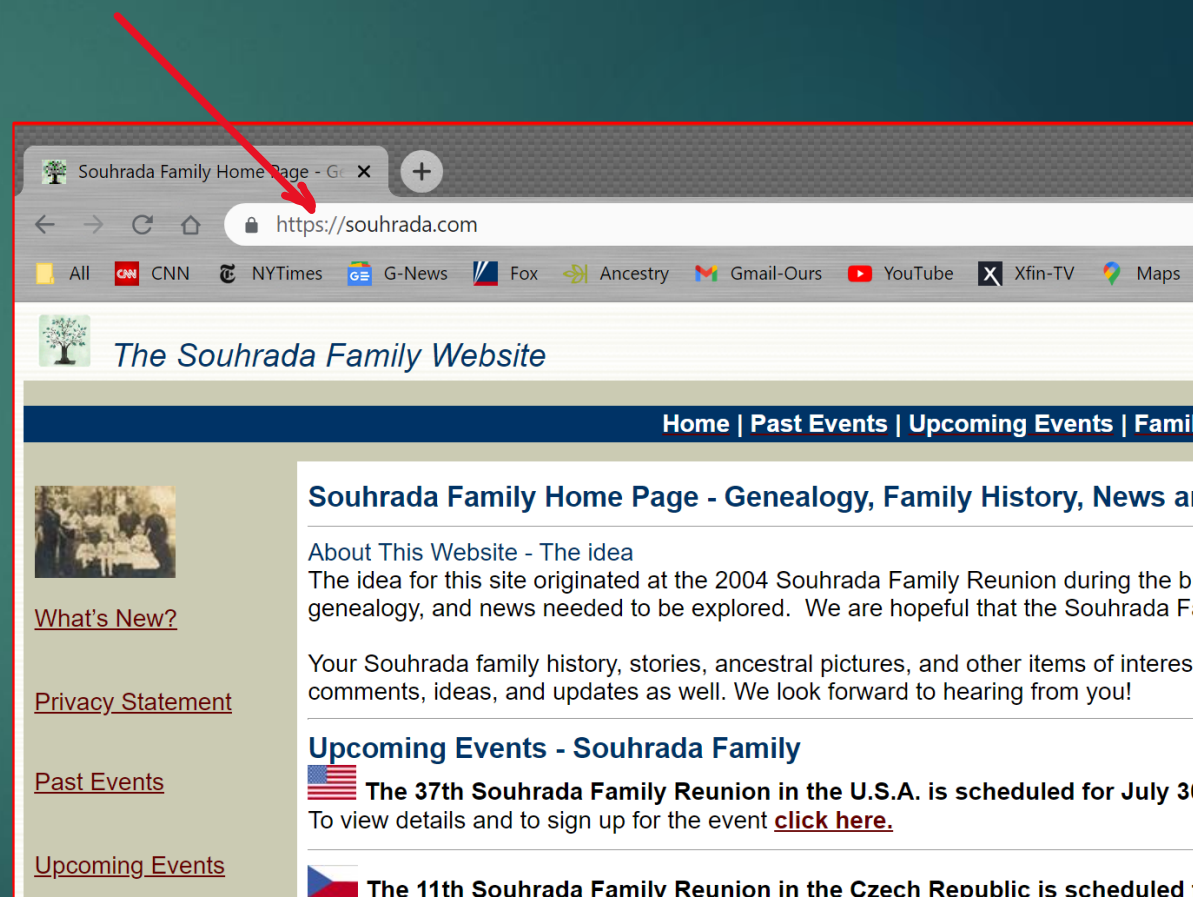 Souhrada Family Home Page - Ge
https://souhrada.com
All CNN CNN NYTimes GE G-News Fox Ancestry Gmail-Ours YouTube X Xfin-TV Maps
The Souhrada Family Website
Home | Past Events | Upcoming Events | Famil
Souhrada Family Home Page - Genealogy, Family History, News a
About This Website - The idea
The idea for this site originated at the 2004 Souhrada Family Reunion during the b
genealogy, and news needed to be explored.  We are hopeful that the Souhrada Fa
Your Souhrada family history, stories, ancestral pictures, and other items of interes
comments, ideas, and updates as well. We look forward to hearing from you!
What's New?
Privacy Statement
Past Events
Upcoming Events
Upcoming Events - Souhrada Family
The 37th Souhrada Family Reunion in the U.S.A. is scheduled for July 30
To view details and to sign up for the event click here.
The 11th Souhrada Family Reunion in the Czech Republic is scheduled